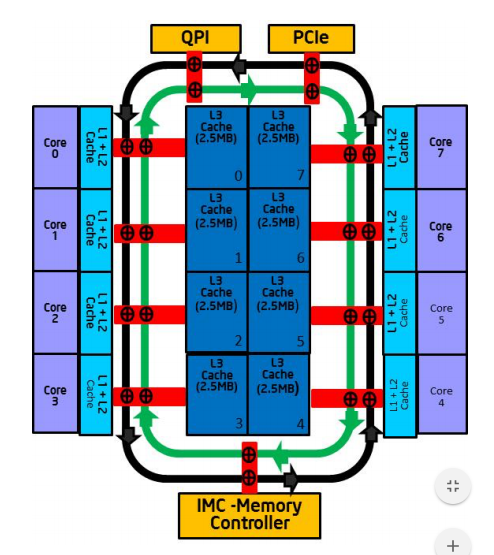 QPI
PCIe
Core
0
L1 + L2
Cache
L3
Cache
(2.5MB)
0
L3
Cache
(2.5MB)
7
L1 + L2
Cache
Core
7
Core
1
L1 + L2
Cache
L3
Cache
(2.5MB)
1
L3
Cache
(2.5MB)
6
L1 + L2
Cache
Core
6
Core
2
L1 + L2
Cache
L3
Cache
(2.5MB)
2
L3
Cache
(2.5MB)
5
L1 + L2
Cache
Core
5
Core
3
L1 + L2
Cache
L3
Cache
(2.5MB)
3
L3
Cache
(2.5MB)
4
L1 + L2
Cache
Core
4
IMC -Memory
Controller